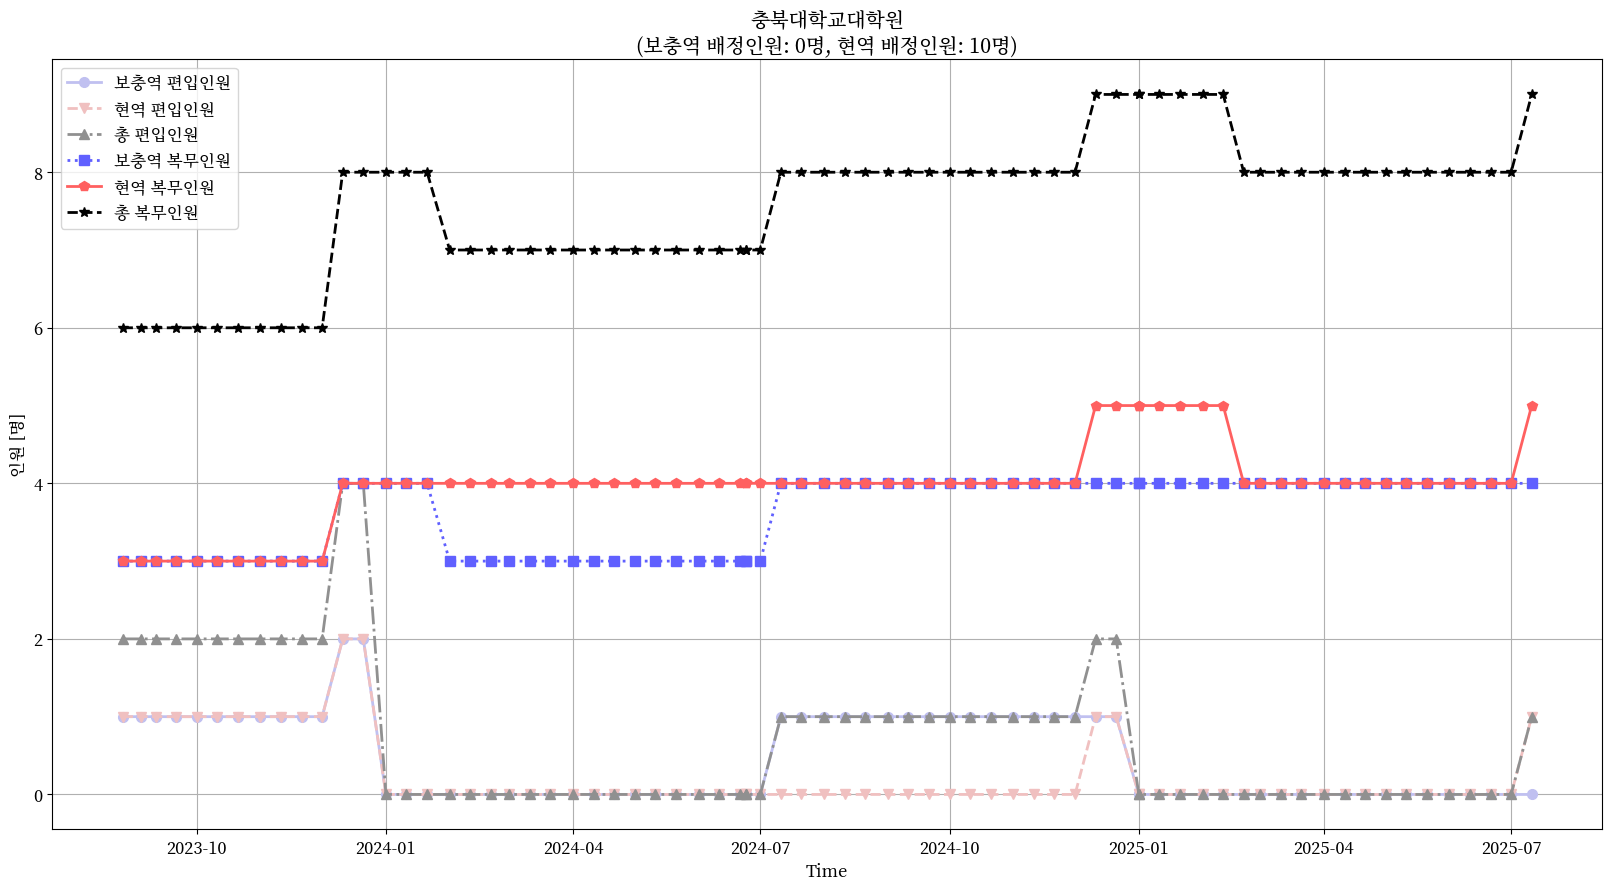 충북대학교대학원
(보충역 배정인원: 0명, 현역 배정인원: 10명)
보충역 편입인원
현역 편입인원
총 편입인원
보충역 복무인원
현역 복무인원
총 복무인원
인원 [명]
8
6
4
2
0
2023-10
2024-01
2024-04
2024-07
2024-10
2025-01
2025-04
2025-07
Time